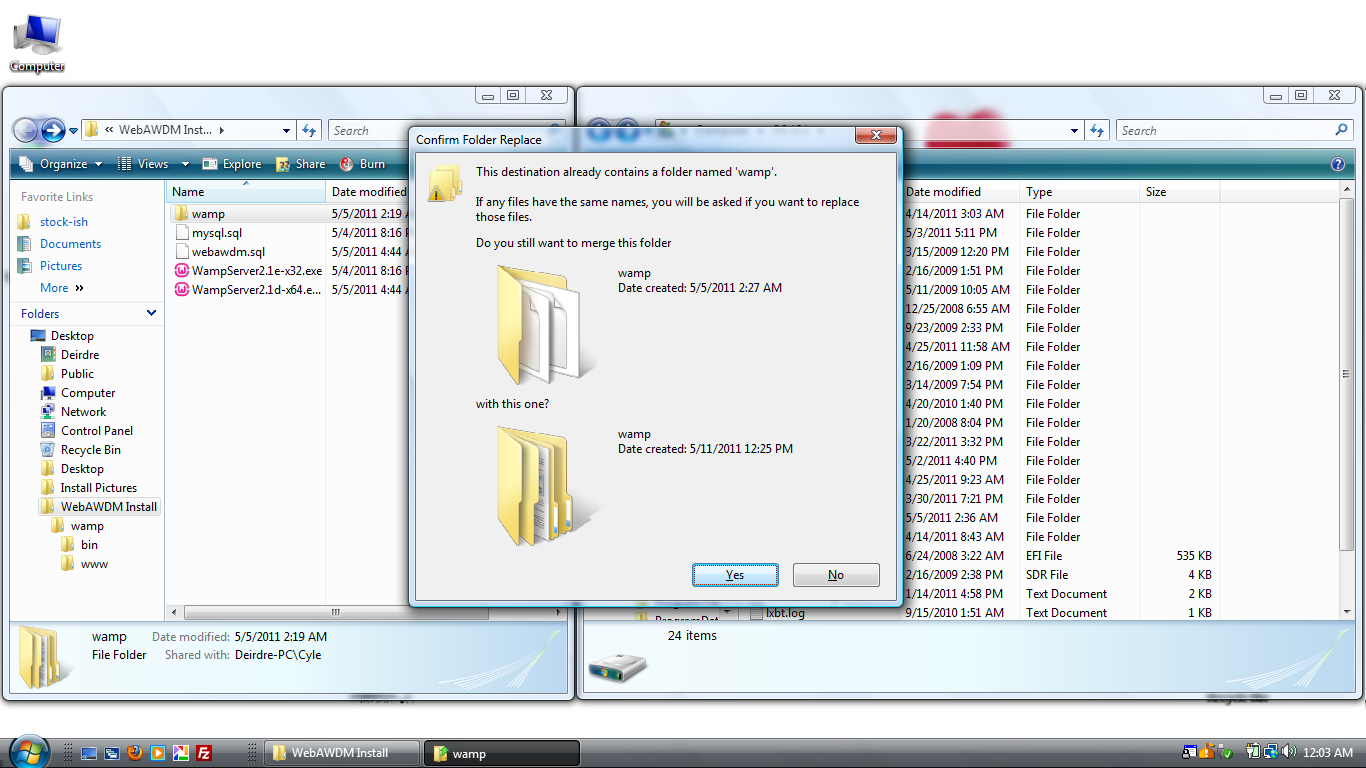 Computer
WebAWDM Inst...
Search
Search
Organize
Views
Explore
Share
Burn
Favorite Links
stock-ish
Documents
Pictures
More »
Folders
Desktop
Deirdre
Public
Computer
Network
Control Panel
Recycle Bin
Desktop
Install Pictures
WebAWDM Install
wamp
bin
www
Name
Date modified
wamp
5/5/2011 2:19
mysql.sql
5/4/2011 8:16
webawdm.sql
5/5/2011 4:44
WampServer2.1e-x32.exe
5/4/2011 8:16
WampServer2.1d-x64.e...
5/5/2011 4:44
wamp
Date modified: 5/5/2011 2:19 AM
File Folder
Shared with: Deirdre-PC\Cyle
Confirm Folder Replace
This destination already contains a folder named 'wamp'.
If any files have the same names, you will be asked if you want to replace
those files.
Do you still want to merge this folder
wamp
Date created: 5/5/2011 2:27 AM
with this one?
wamp
Date created: 5/11/2011 12:25 PM
Yes
No
Date modified
Type
Size
4/14/2011 3:03 AM File Folder
5/3/2011 5:11 PM File Folder
3/15/2009 12:20 PM File Folder
2/16/2009 1:51 PM File Folder
5/11/2009 10:05 AM File Folder
12/25/2008 6:55 AM File Folder
9/23/2009 2:33 PM File Folder
4/25/2011 11:58 AM File Folder
2/16/2009 1:09 PM File Folder
3/14/2009 7:54 PM File Folder
4/20/2010 1:40 PM File Folder
1/20/2008 8:04 PM File Folder
3/22/2011 3:32 PM File Folder
5/2/2011 4:40 PM File Folder
4/25/2011 9:23 AM File Folder
3/30/2011 7:21 PM File Folder
5/5/2011 2:36 AM File Folder
4/14/2011 8:43 AM File Folder
6/24/2008 3:22 AM EFI File 535 KB
2/16/2009 2:38 PM SDR File 4 KB
1/14/2011 4:58 PM Text Document 2 KB
lxbt.log 9/15/2010 1:51 AM Text Document 1 KB
24 items
WebAWDM Install
wamp
12:03 AM